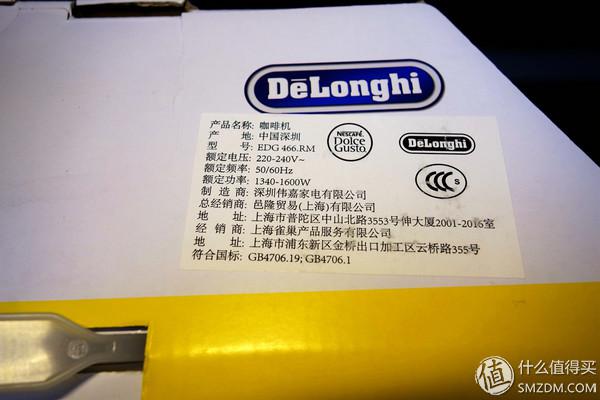 DēLonghi
产品名称: 咖啡机
产 地: 中国深圳
型 号: EDG 466.RM
额定电压: 220-240V~
额定频率: 50/60Hz
额定功率: 1340-1600W
制 造 商: 深圳伟嘉家电有限公司
总经销商: 邑隆贸易(上海)有限公司
地 址: 上海市普陀区中山北路3553号伸大厦2001-2016室
经 销 商: 上海雀巢产品服务有限公司
地 址: 上海市浦东新区金桥出口加工区云桥路355号
符合国标: GB4706.19; GB4706.1
NESCAFÉ
Dolce
Gusto
DēLonghi
CCC S
值 什么值得买
SMZDM.COM